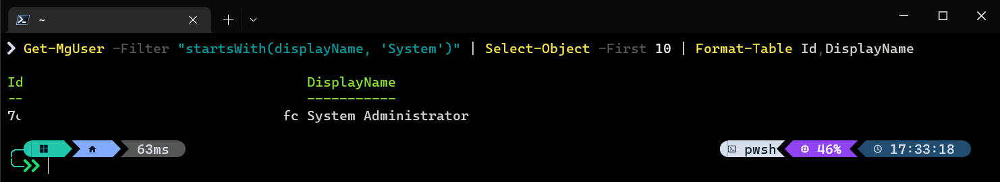 ~
Get-MgUser -Filter "startsWith(displayName, 'System')" | Select-Object -First 10 | Format-Table Id,DisplayName
Id DisplayName
-- -----------
fc System Administrator
63ms pwsh 46% 17:33:18